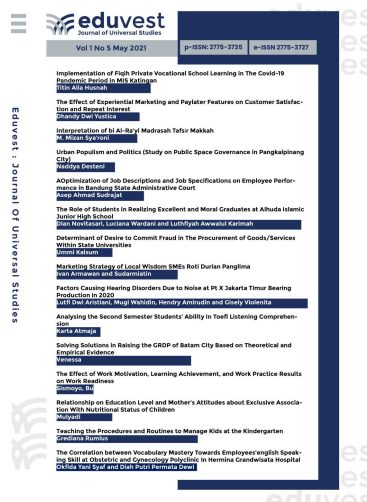 eduvest
Journal of Universal Studies
Vol 1 No 5 May 2021
p-ISSN: 2775-3735
e-ISSN 2775-3727
Eduvest : Journal Of Universal Studies
Implementation of Fiqih Private Vocational School Learning in The Covid-19
Pandemic Period in MIS Katingan
Titin Alia Husnah
The Effect of Experiential Marketing and Paylater Features on Customer Satisfac-
tion and Repeat Interest
Dhandy Dwi Yustica
Interpretation of bi Al-Ra'yi Madrasah Tafsir Makkah
M. Mizan Sya'roni
Urban Populism and Politics (Study on Public Space Governance in Pangkalpinang
City)
Naddya Desteni
AOptimization of Job Descriptions and Job Specifications on Employee Perfor-
mance in Bandung State Administrative Court
Asep Ahmad Sudrajat
The Role of Students in Realizing Excellent and Moral Graduates at Alhuda Islamic
Junior High School
Dian Novitasari, Luciana Wardani and Luthfiyah Awwalul Karimah
Determinant of Desire to Commit Fraud in The Procurement of Goods/Services
Within State Universities
Ummi Kalsum
Marketing Strategy of Local Wisdom SMEs Roti Durian Panglima
Ivan Armawan and Sudarmiatin
Factors Causing Hearing Disorders Due to Noise at Pt X Jakarta Timur Bearing
Production in 2020
Lutfi Dwi Aristlani, Mugi Wahidin, Hendry Amirudin and Gisely Violenita
Analysing the Second Semester Students' Ability in Toefl Listening Comprehen-
sion
Karta Atmaja
Solving Solutions in Raising the GRDP of Batam City Based on Theoretical and
Empirical Evidence
Venessa
The Effect of Work Motivation, Learning Achievement, and Work Practice Results
on Work Readiness
Sismoyo, Bu
Relationship on Education Level and Mother's Attitudes about Exclusive Associa-
tion With Nutritional Status of Children
Mulyadi
Teaching the Procedures and Routines to Manage Kids at the Kindergarten
Grediana Rumius
The Correlation between Vocabulary Mastery Towards Employees'english Speak-
ing Skill at Obstetric and Gynecology Polyclinic in Hermina Grandwisata Hospital
Okfida Yani Syaf and Diah Putri Permata Dewi